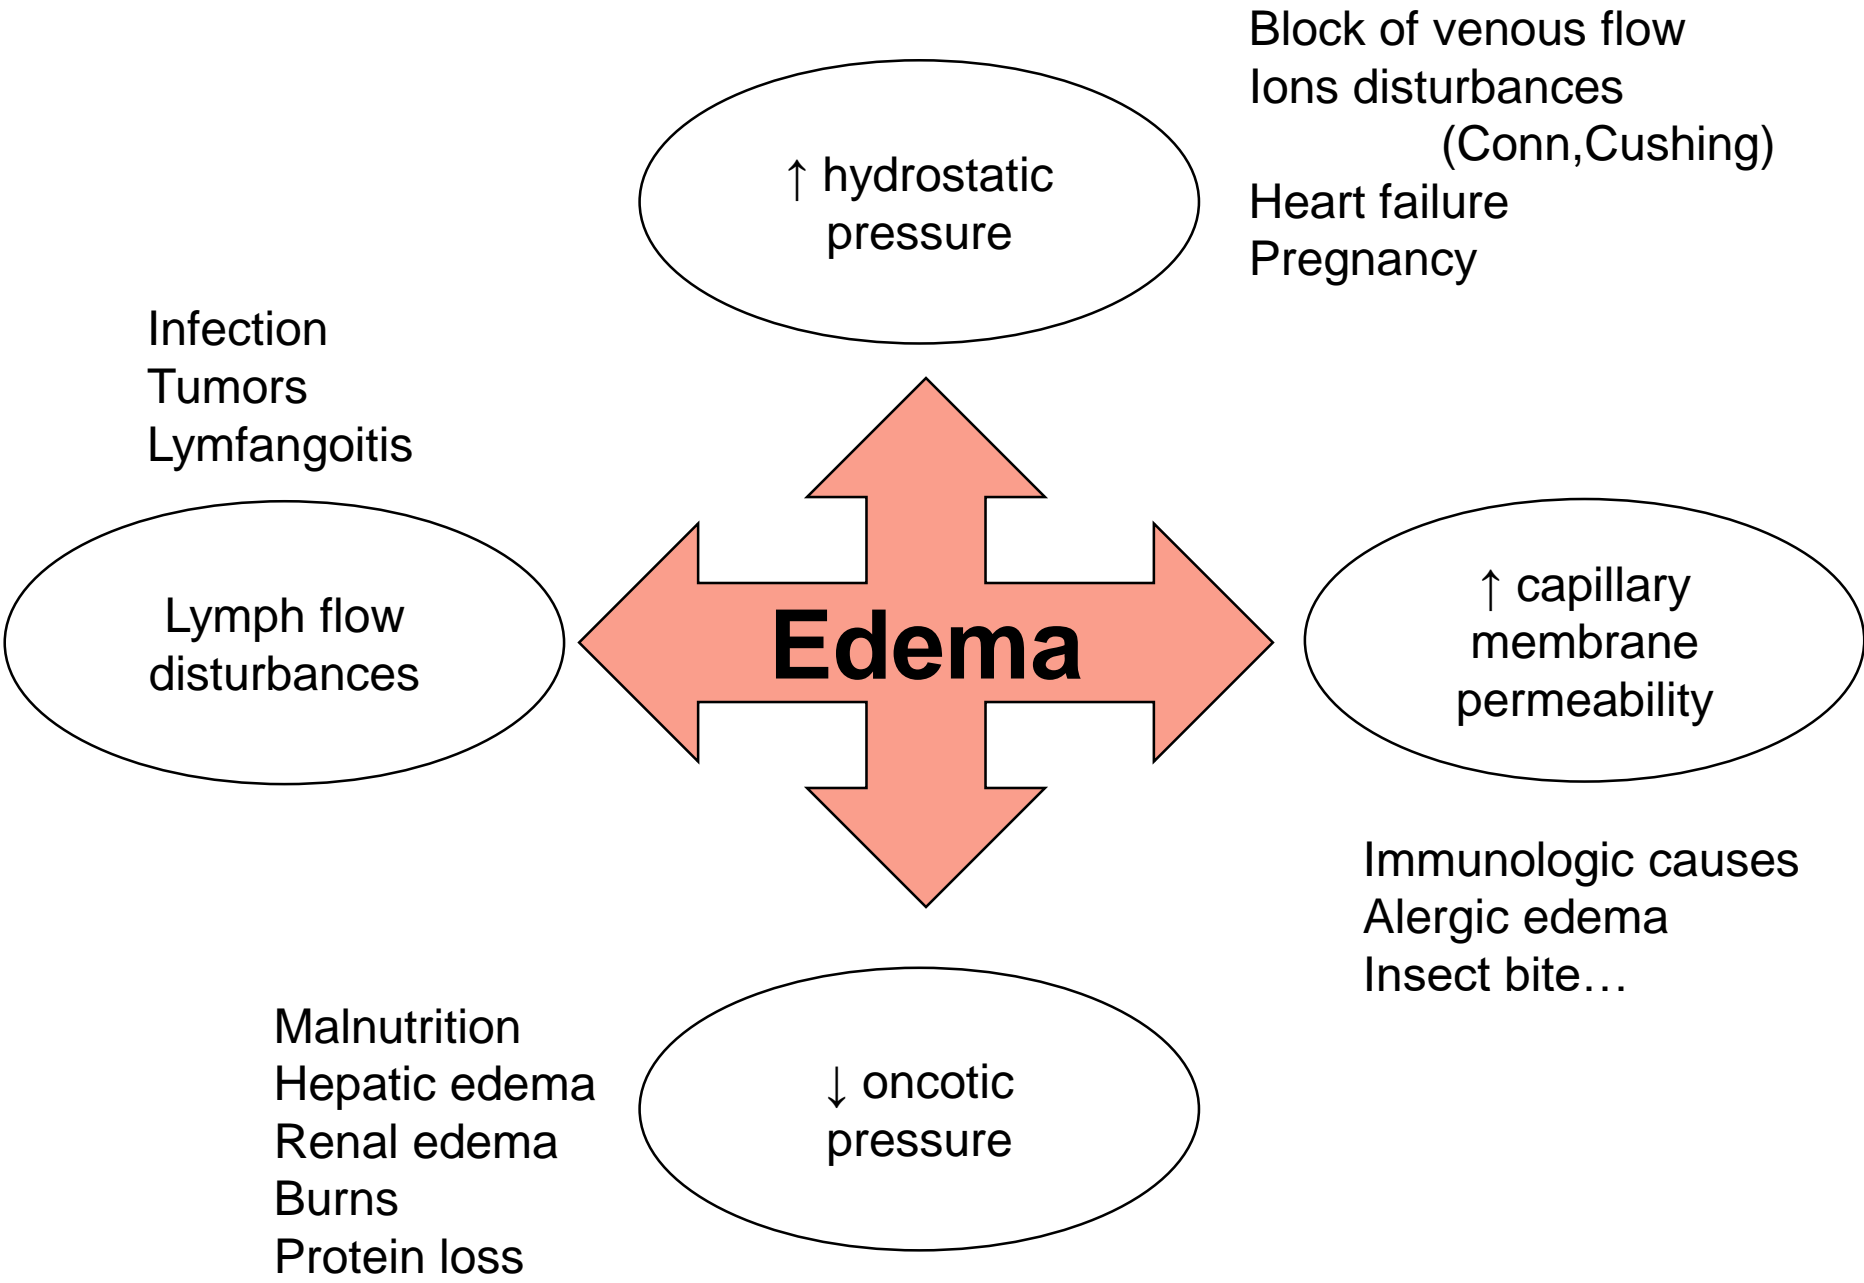 Block of venous flow
Ions disturbances
(Conn,Cushing)
Heart failure
Pregnancy
↑ hydrostatic
pressure
Infection
Tumors
Lymfangoitis
Lymph flow
disturbances
Edema
↑ capillary
membrane
permeability
Immunologic causes
Alergic edema
Insect bite…
Malnutrition
Hepatic edema
Renal edema
Burns
Protein loss
↓ oncotic
pressure